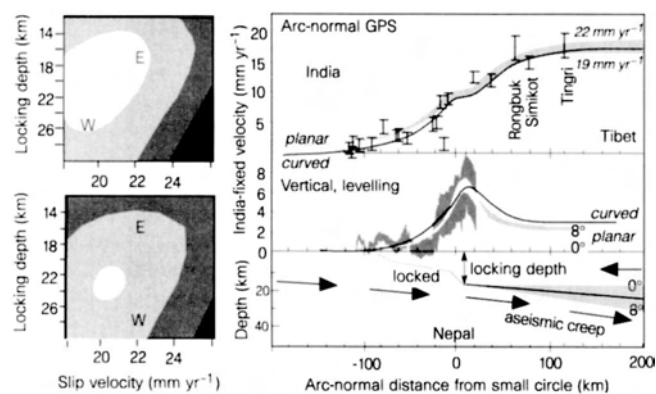 Locking depth (km)
14
18
22
26
E
W
20
22
24
Locking depth (km)
14
18
22
26
E
W
20
22
24
Slip velocity (mm yr⁻¹)
Arc-normal GPS
22 mm yr⁻¹
19 mm yr⁻¹
India
Rongbuk
Simikot
Tingri
Tibet
planar
curved
20
15
10
5
India-fixed velocity (mm yr⁻¹)
Vertical, levelling
8
6
4
2
0
curved
8°
0° planar
locked
locking depth
0°
8°
aseismic creep
Nepal
Depth (km)
20
50
-100
0
100
200
Arc-normal distance from small circle (km)